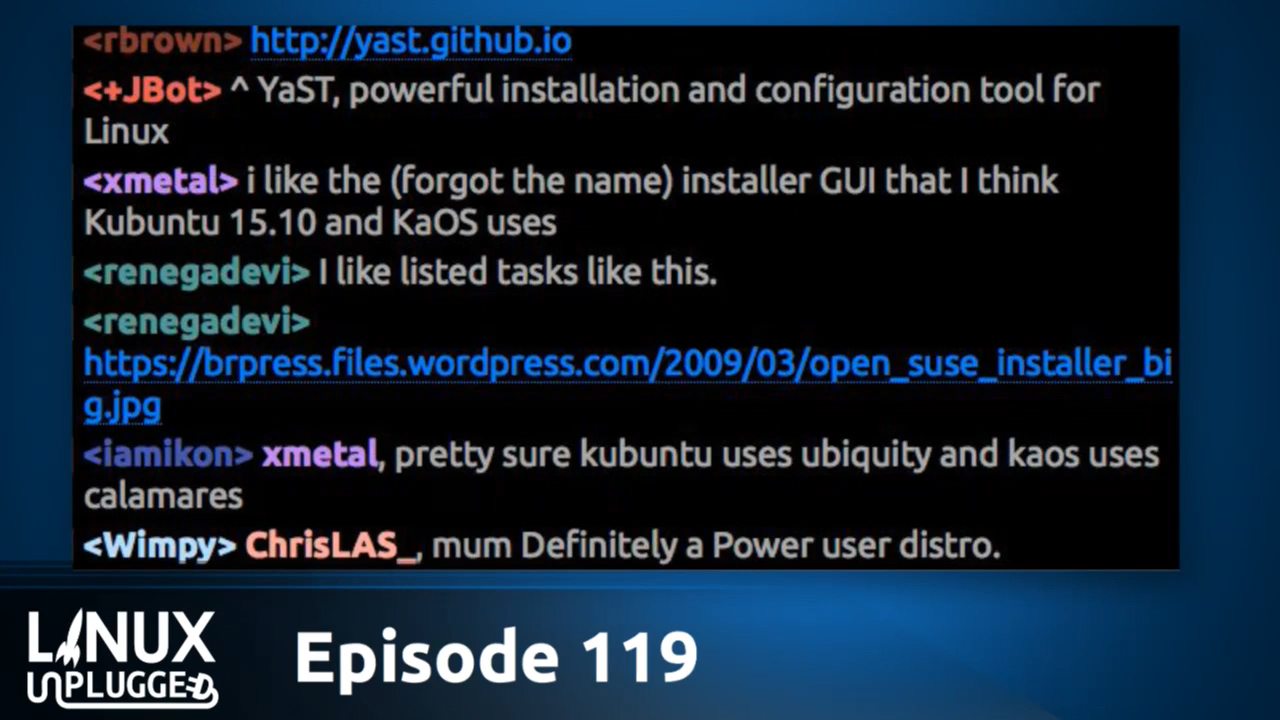 <rbrown> http://yast.github.io
<+JBot> ^ YaST, powerful installation and configuration tool for
Linux
<xmetal> i like the (forgot the name) installer GUI that I think
Kubuntu 15.10 and KaOS uses
<renegadevi> I like listed tasks like this.
<renegadevi>
https://brpress.files.wordpress.com/2009/03/open_suse_installer_bi
g.jpg
<iamikon> xmetal, pretty sure kubuntu uses ubiquity and kaos uses
calamares
<Wimpy> ChrisLAS_, mum Definitely a Power user distro.
LINUX
UNPLUGGED
Episode 119